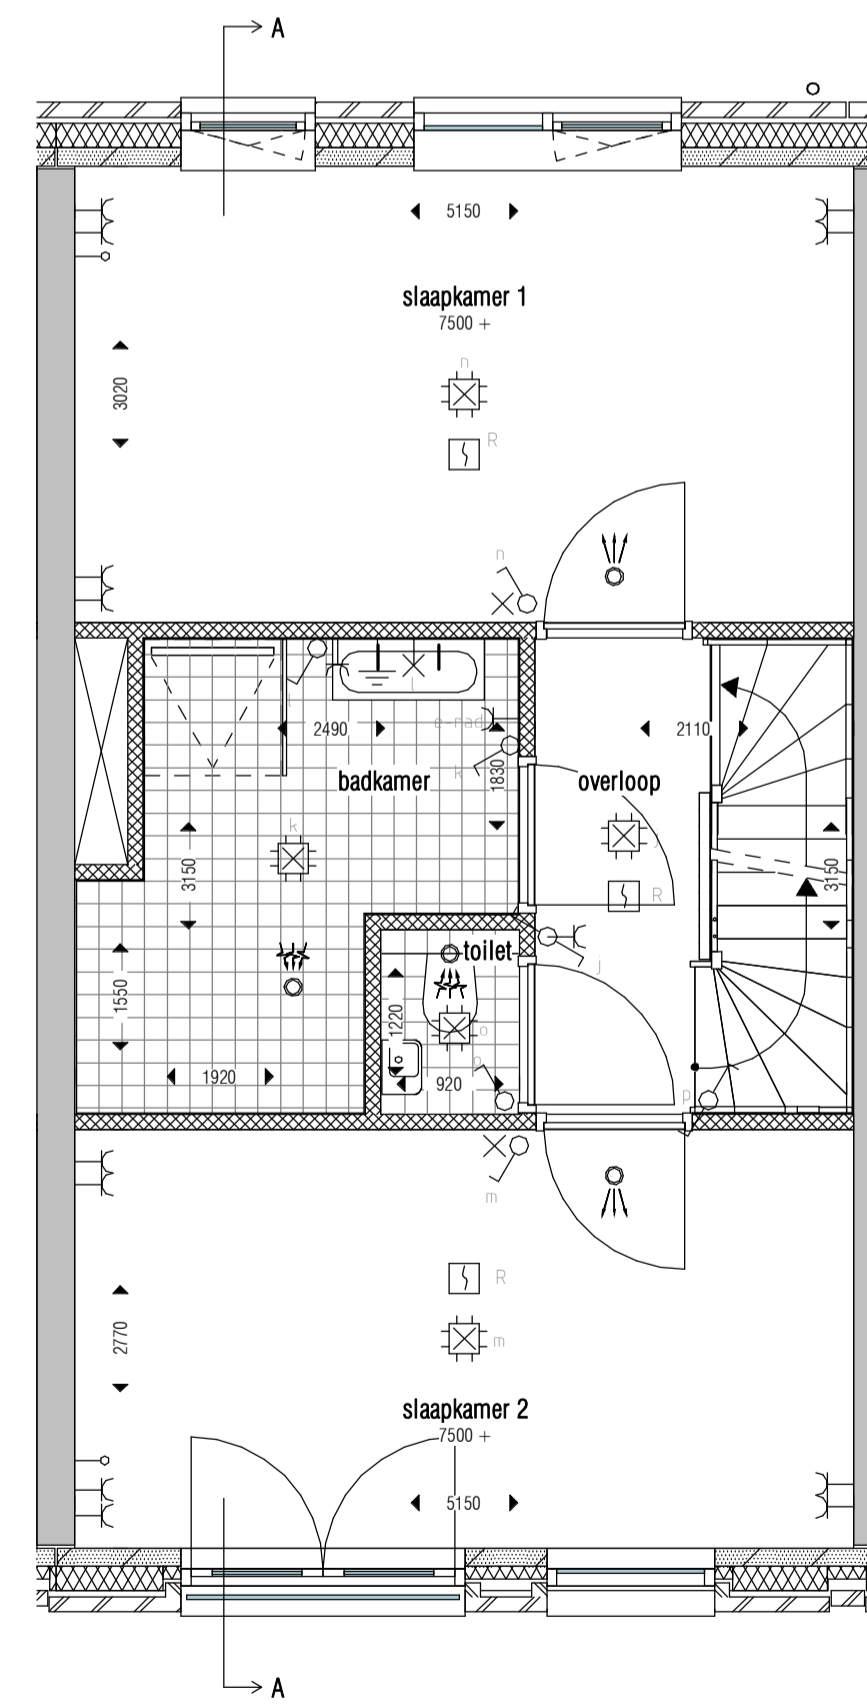 A
5150
slaapkamer 1
7500 +
n
3020
R
n
2490
e-rad
2110
k
1830
badkamer
overloop
k
j
3150
3150
R
toilet
j
1550
1220
o
1920
920
o
p
m
R
2770
m
slaapkamer 2
7500 +
5150
A